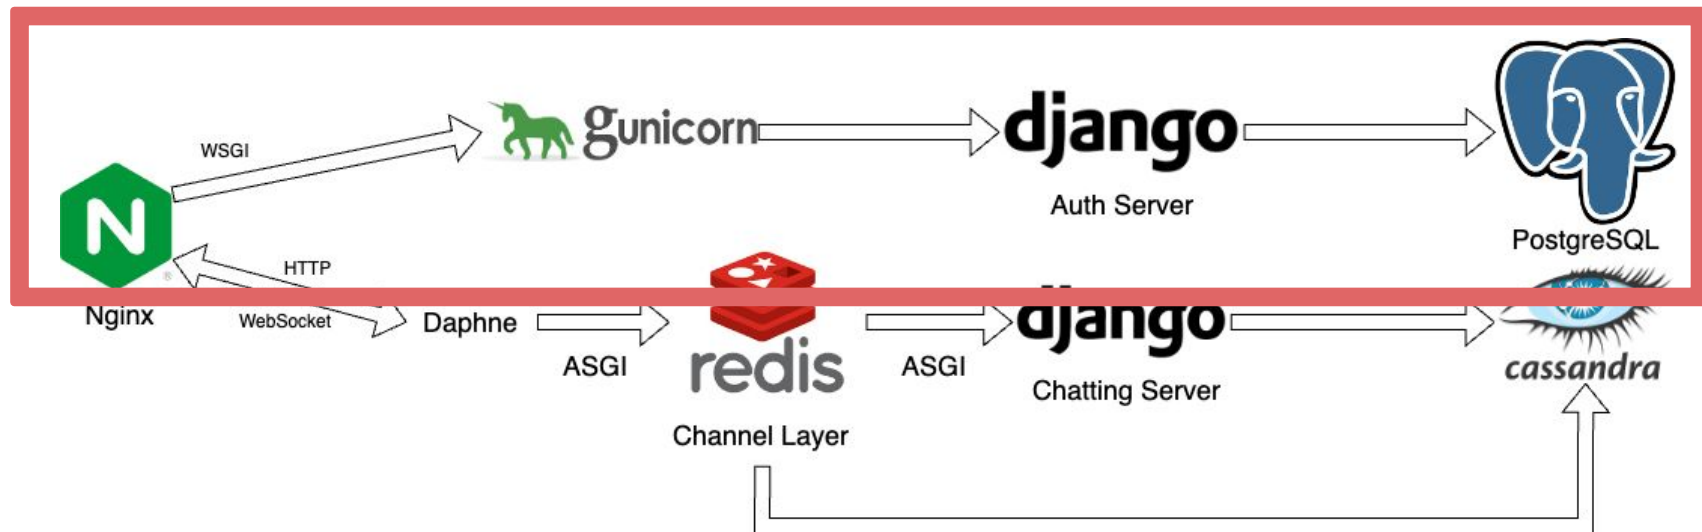 WSGI
gunicorn
django
Auth Server
PostgreSQL
N
®
Nginx
HTTP
WebSocket
Daphne
ASGI
redis
Channel Layer
ASGI
django
Chatting Server
cassandra